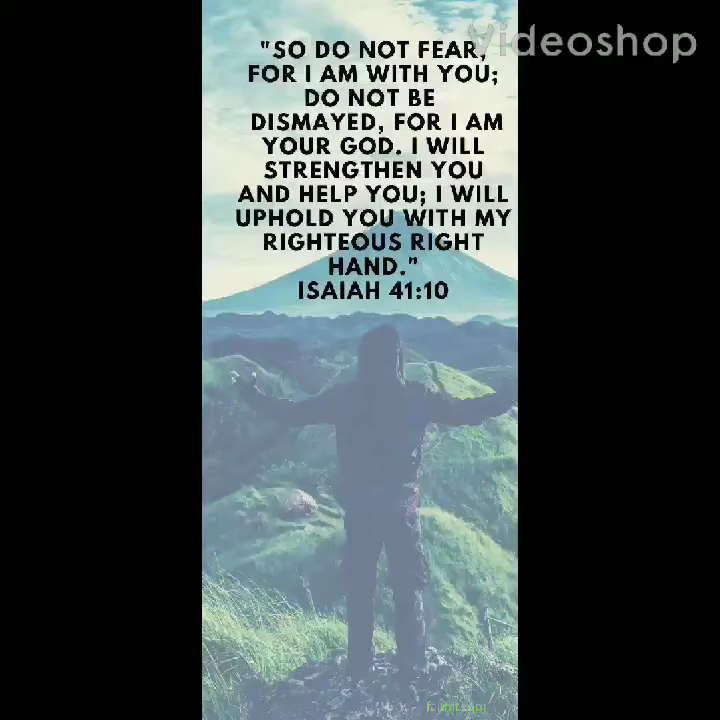 Videoshop
"SO DO NOT FEAR,
FOR I AM WITH YOU;
DO NOT BE
DISMAYED, FOR I AM
YOUR GOD. I WILL
STRENGTHEN YOU
AND HELP YOU; I WILL
UPHOLD YOU WITH MY
RIGHTEOUS RIGHT
HAND."
ISAIAH 41:10